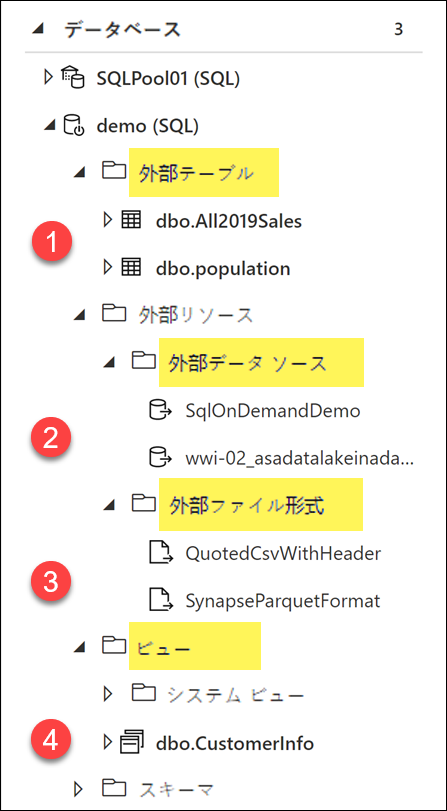 データベース 3
SQLPool01 (SQL)
demo (SQL)
外部テーブル
1
dbo.All2019Sales
dbo.population
外部リソース
外部データ ソース
SqlOnDemandDemo
2
wwi-02_asadatalakeinada...
外部ファイル形式
QuotedCsvWithHeader
3
SynapseParquetFormat
ビュー
システム ビュー
4
dbo.CustomerInfo
スキーマ